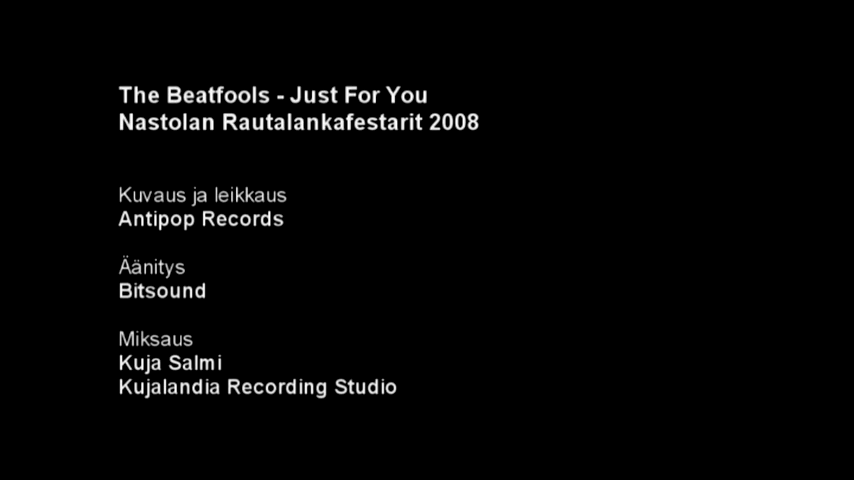 The Beatfools - Just For You
Nastolan Rautalankafestarit 2008
Kuvaus ja leikkaus
Antipop Records
Äänitys
Bitsound
Miksaus
Kuja Salmi
Kujalandia Recording Studio